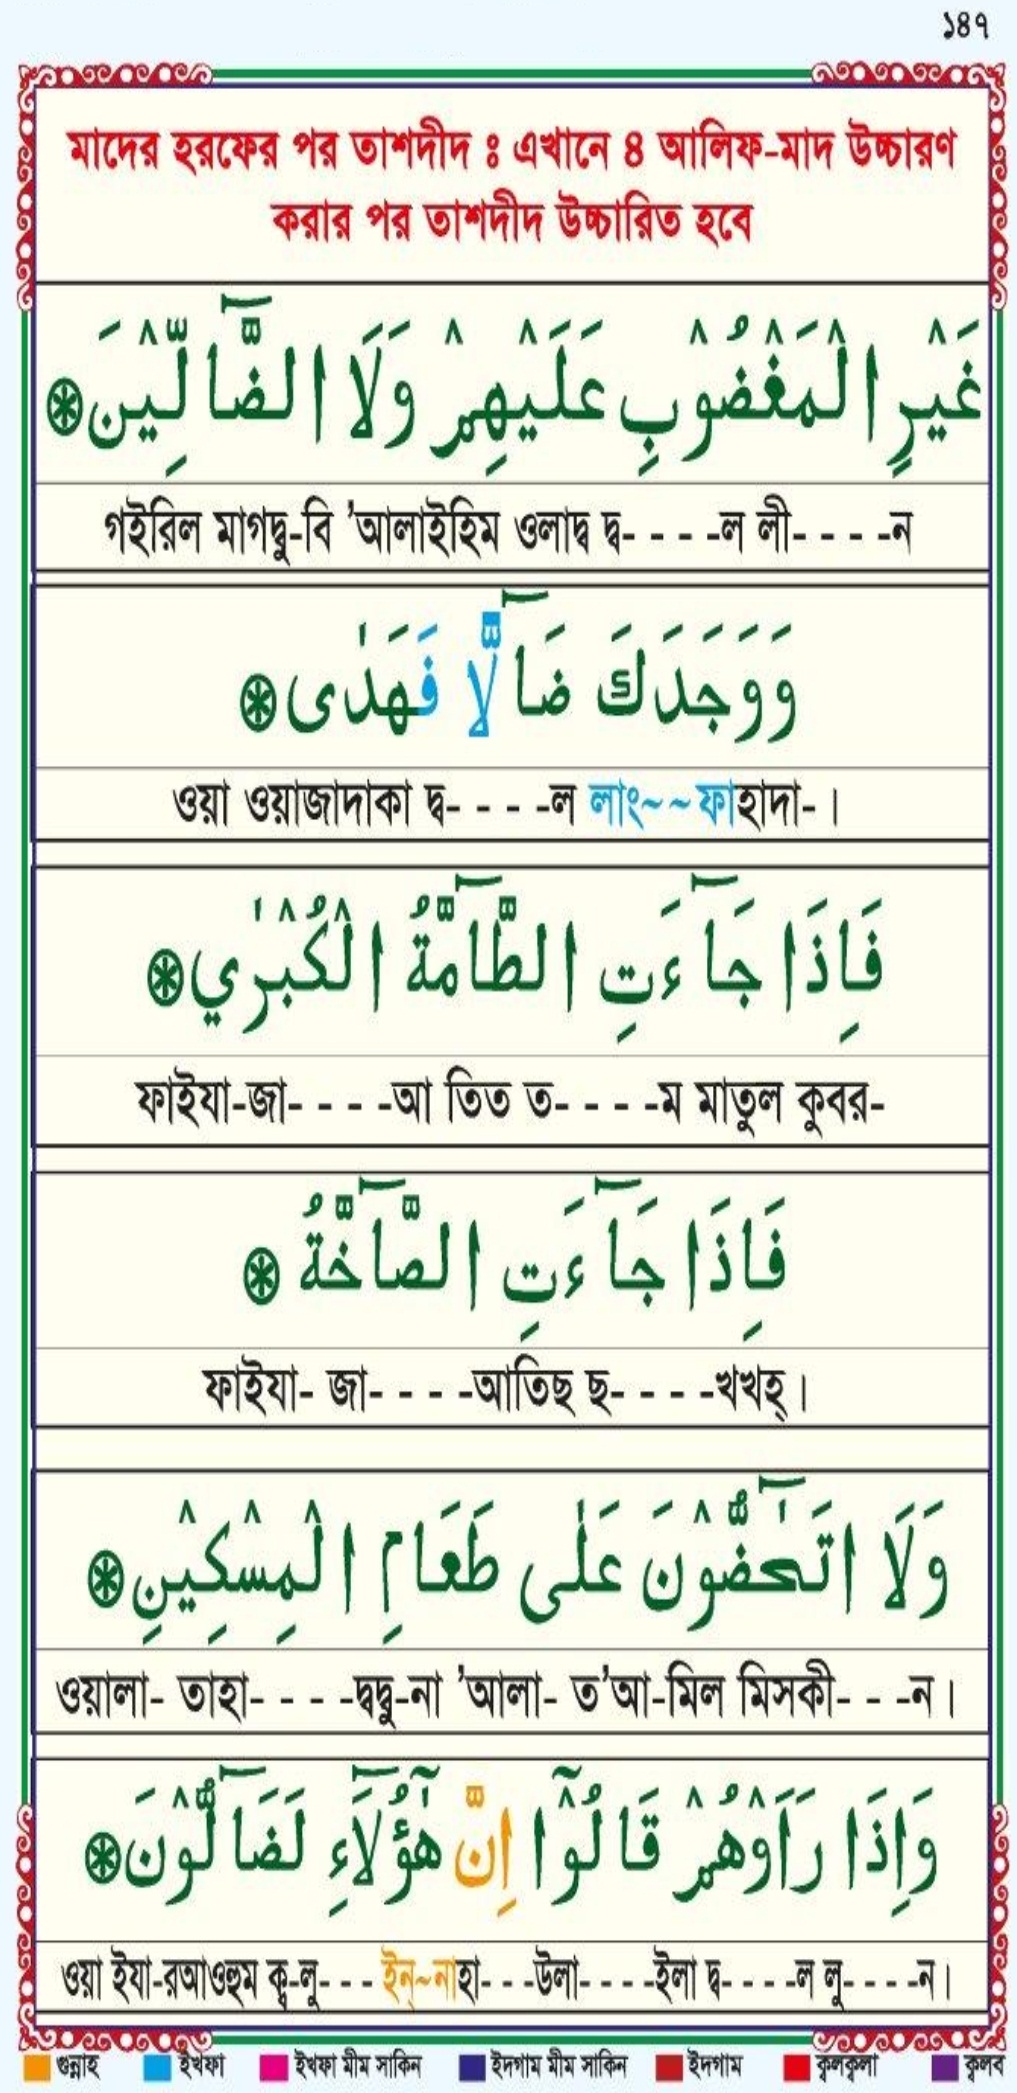 ১৪৭
মাদের হরফের পর তাশদীদ ঃ এখানে ৪ আলিফ-মাদ উচ্চারণ
করার পর তাশদীদ উচ্চারিত হবে
غَيْرِ الْمَغْضُوْبِ عَلَيْهِمْ وَلَا الضَّآلِّيْنَ۞
গইরিল মাগদ্বু-বি ’আলাইহিম ওলাদ্ব দ্ব- - - -ল লী- - - -ন
وَوَجَدَكَ ضَآلًّا فَهَدٰى۞
ওয়া ওয়াজাদাকা দ্ব- - - -ল লাং~~ফাহাদা-।
فَاِذَا جَآءَتِ الطَّآمَّةُ الْكُبْرٰي۞
ফাইযা-জা- - - -আ তিত ত- - - -ম মাতুল কুবর-
فَاِذَا جَآءَتِ الصَّآخَّةُ ۞
ফাইযা- জা- - - -আতিছ ছ- - - -খখহ্।
وَلَا اتَحٰٓضُّوْنَ عَلٰى طَعَامِ الْمِسْكِيْنِ۞
ওয়ালা- তাহা- - - -দ্বদ্বু-না ’আলা- ত’আ-মিল মিসকী- - -ন।
وَاِذَا رَاَوْهُمْ قَالُوْٓا اِنَّ هٰٓؤُلَآءِ لَضَآلُّوْنَ۞
ওয়া ইযা-রআওহুম ক্ব-লু- - - ইন্~নাহা- - -উলা- - - -ইলা দ্ব- - - -ল লু- - - -ন।
গুন্নাহ ইখফা ইখফা মীম সাকিন ইদগাম মীম সাকিন ইদগাম ক্বলক্বলা ক্বলব